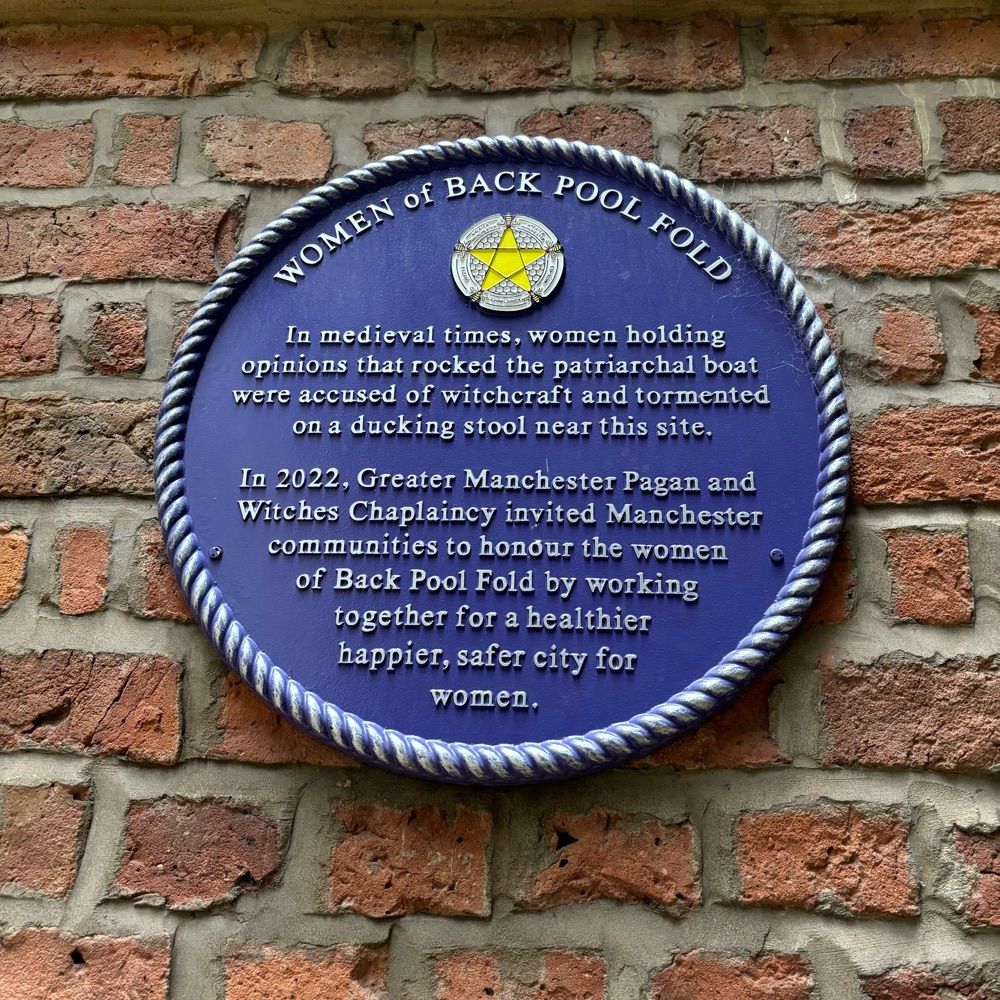 WOMEN of BACK POOL FOLD
In medieval times, women holding
opinions that rocked the patriarchal boat
were accused of witchcraft and tormented
on a ducking stool near this site.
In 2022, Greater Manchester Pagan and
Witches Chaplaincy invited Manchester
communities to honour the women
of Back Pool Fold by working
together for a healthier
happier, safer city for
women.